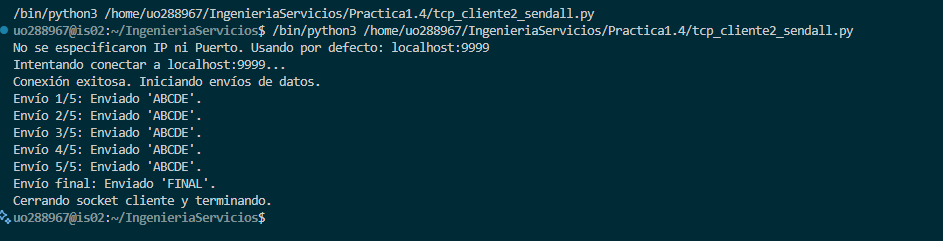 /bin/python3 /home/uo288967/IngenieriaServicios/Practica1.4/tcp_cliente2_sendall.py
uo288967@is02:~/IngenieriaServicios$ /bin/python3 /home/uo288967/IngenieriaServicios/Practica1.4/tcp_cliente2_sendall.py
No se especificaron IP ni Puerto. Usando por defecto: localhost:9999
Intentando conectar a localhost:9999...
Conexión exitosa. Iniciando envíos de datos.
Envío 1/5: Enviado 'ABCDE'.
Envío 2/5: Enviado 'ABCDE'.
Envío 3/5: Enviado 'ABCDE'.
Envío 4/5: Enviado 'ABCDE'.
Envío 5/5: Enviado 'ABCDE'.
Envío final: Enviado 'FINAL'.
Cerrando socket cliente y terminando.
uo288967@is02:~/IngenieriaServicios$